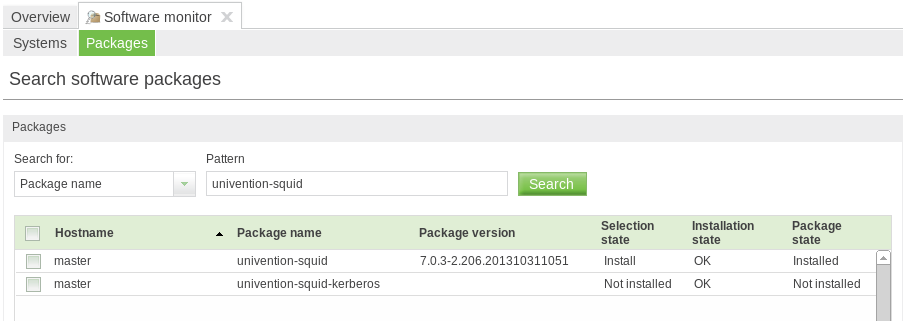 Overview Software monitor
Systems Packages
Search software packages
Packages
Search for: Pattern
Package name univention-squid Search
Hostname Package name Package version Selection state Installation state Package state
master univention-squid 7.0.3-2.206.201310311051 Install OK Installed
master univention-squid-kerberos Not installed OK Not installed